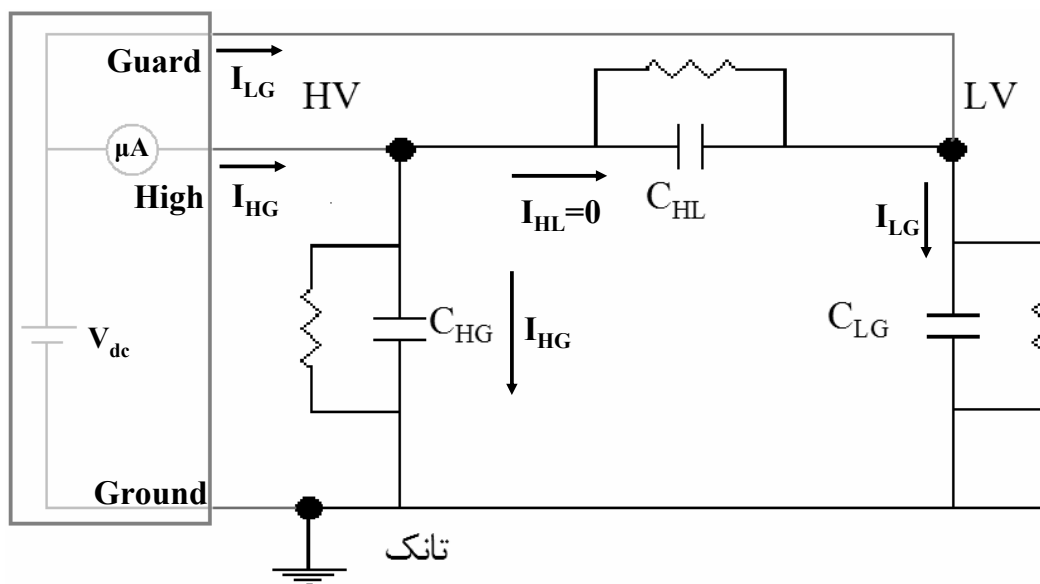 Guard
I_LG
HV
LV
µA
High
I_HG
I_HL=0
C_HL
I_LG
V_dc
C_HG
I_HG
C_LG
Ground
تانک